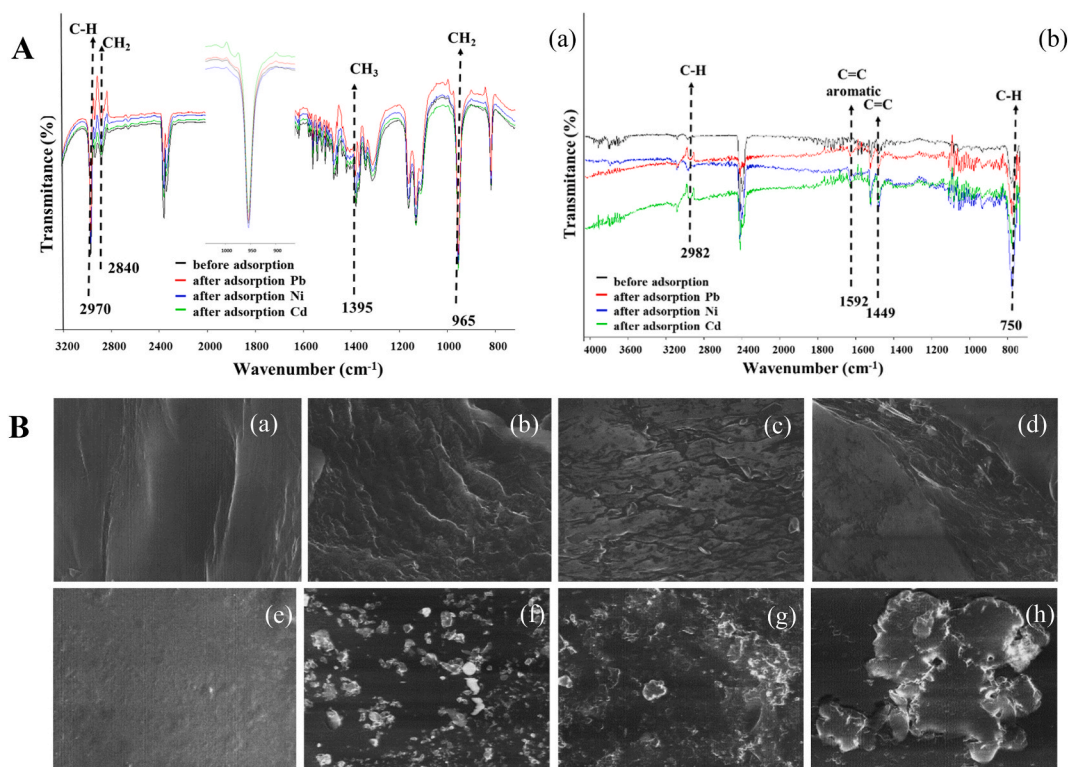 A
(a)
C-H
CH2
CH3
CH2
Transmitance (%)
2970
2840
1395
965
1000 950 900
before adsorption
after adsorption Pb
after adsorption Ni
after adsorption Cd
3200 2800 2400 2000 1800 1600 1400 1200 1000 800
Wavenumber (cm-1)
(b)
C-H
C=C
aromatic
C=C
C-H
Transmitance (%)
2982
1592
1449
750
before adsorption
after adsorption Pb
after adsorption Ni
after adsorption Cd
4000 3600 3200 2800 2400 2000 1800 1600 1400 1200 1000 800
Wavenumber (cm-1)
B
(a)
(b)
(c)
(d)
(e)
(f)
(g)
(h)